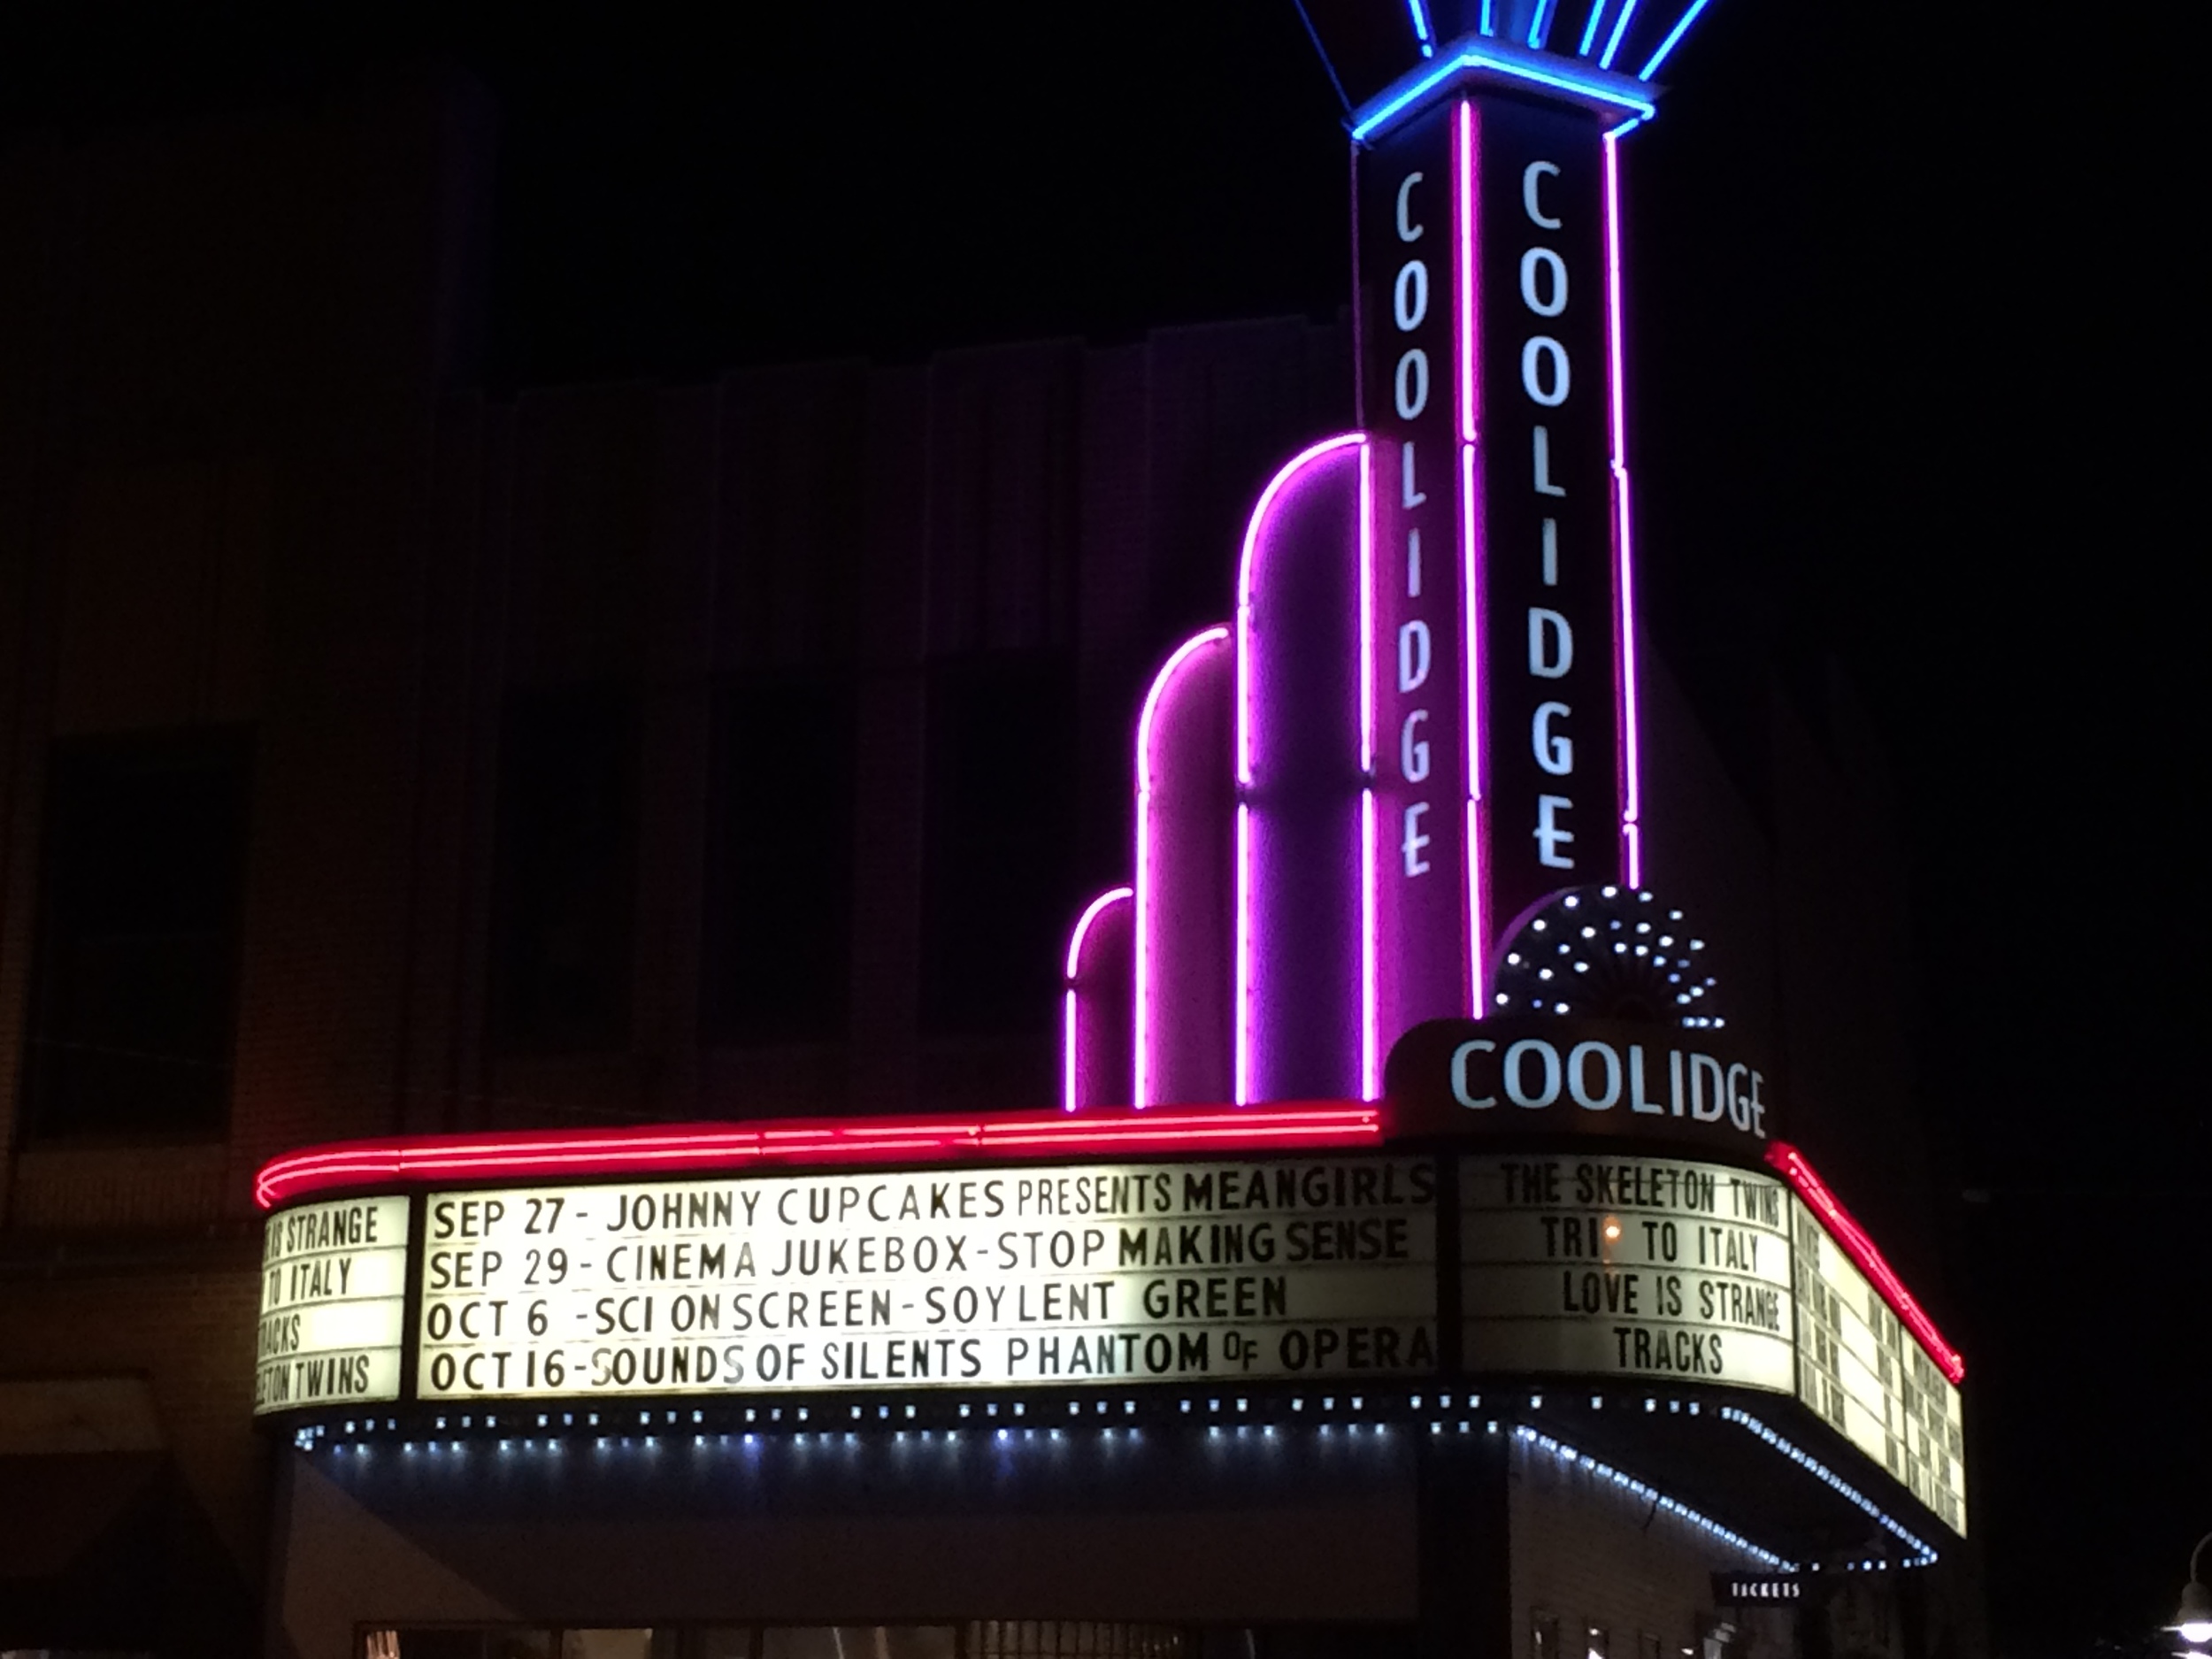 COOLIDGE
COOLIDGE
COOLIDGE
IS STRANGE
TO ITALY
TWINS
SEP 27- JOHNNY CUPCAKES PRESENTS MEANGIRLS
SEP 29- CINEMA JUKEBOX-STOP MAKING SENSE
OCT 6 -SCI ON SCREEN-SOYLENT GREEN
OCT 16-SOUNDS OF SILENTS PHANTOM OF OPERA
THE SKELETON TWINS
TRI TO ITALY
LOVE IS STRANGE
TRACKS
TICKETS